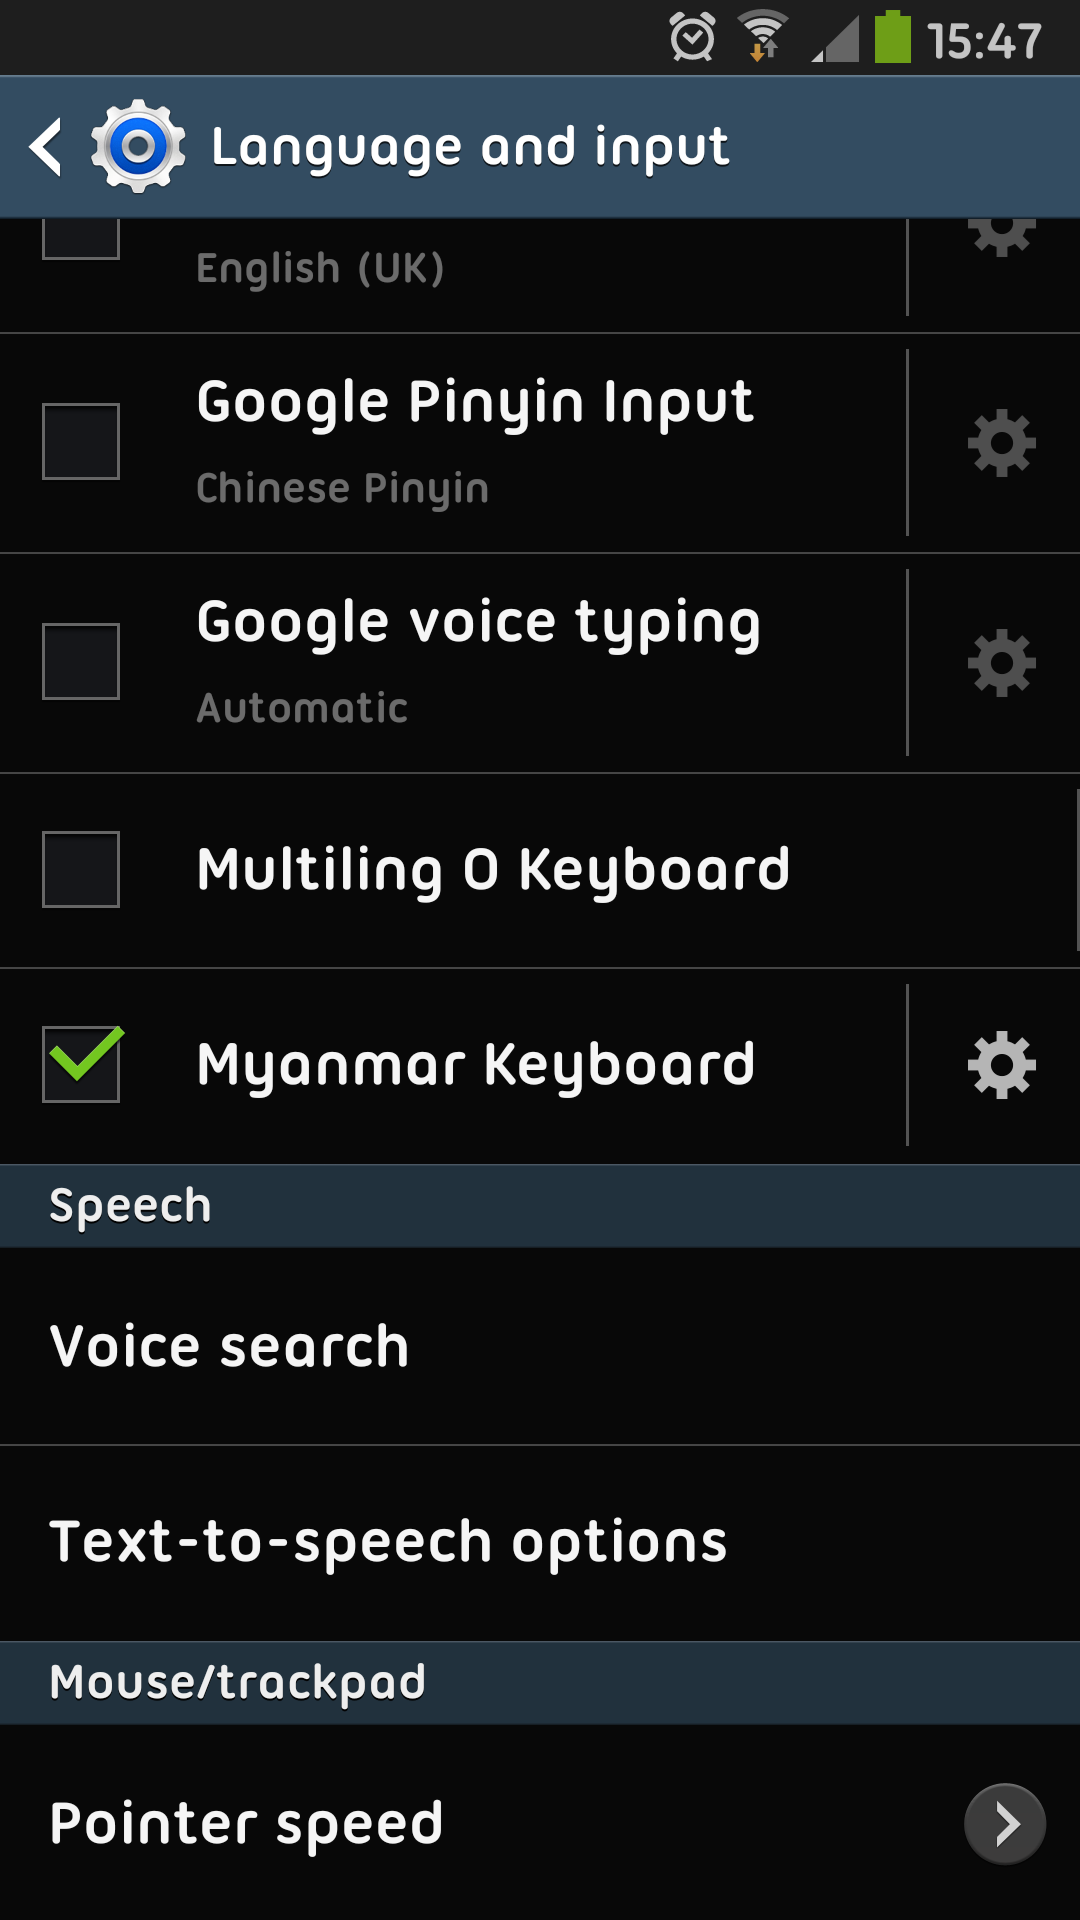 15:47
Language and input
English (UK)
Google Pinyin Input
Chinese Pinyin
Google voice typing
Automatic
Multiling O Keyboard
Myanmar Keyboard
Speech
Voice search
Text-to-speech options
Mouse/trackpad
Pointer speed